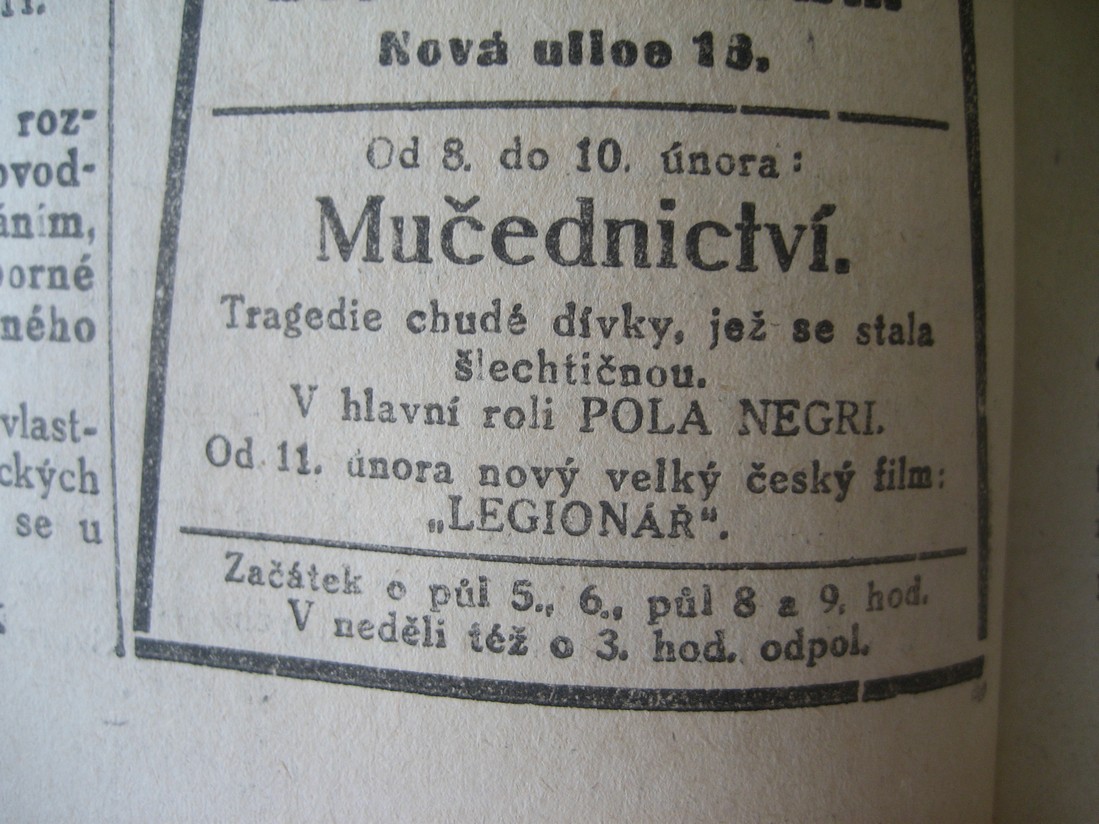 Nová ulice 13.
Od 8. do 10. února:
Mučednictví.
Tragedie chudé dívky, jež se stala
šlechtičnou.
V hlavní roli POLA NEGRI.
Od 11. února nový velký český film:
„LEGIONÁŘ“.
Začátek o půl 5., 6., půl 8 a 9. hod.
V neděli též o 3. hod. odpol.
roz-
ovod-
áním,
orné
ného
vlast-
ckých
se u